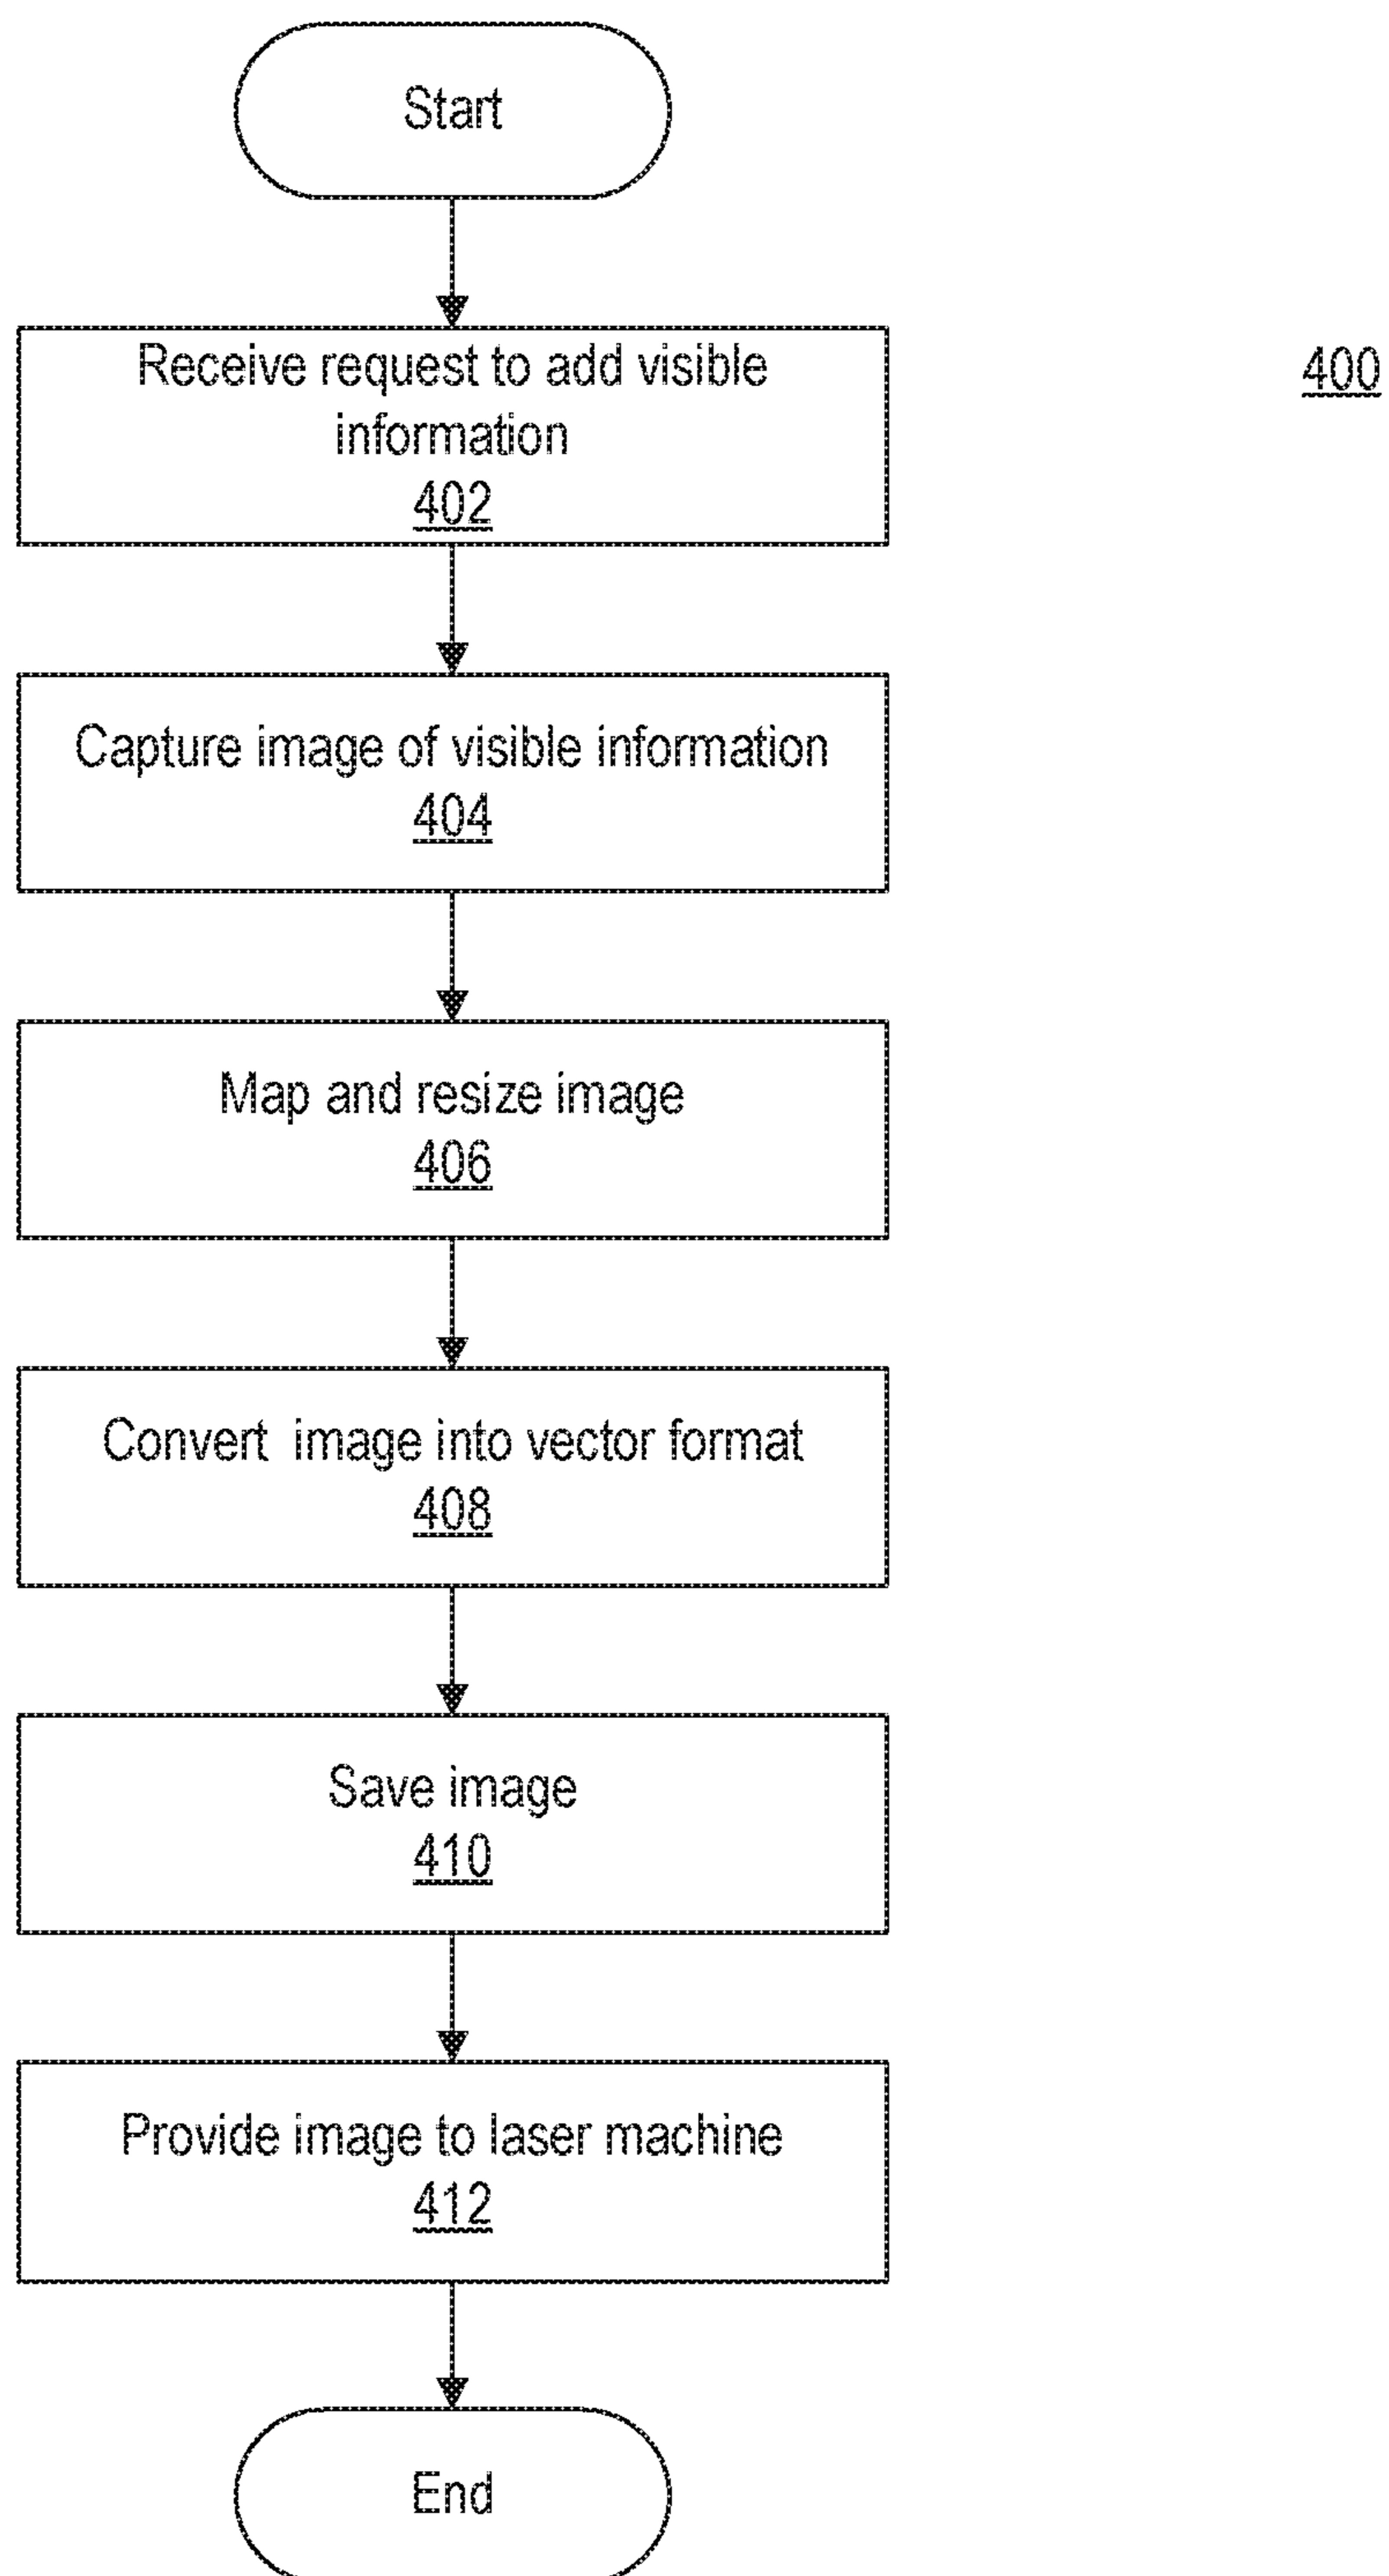 Start
Receive request to add visible
information
402
400
Capture image of visible information
404
Map and resize image
406
Convert  image into vector format
408
Save image
410
Provide image to laser machine
412
End